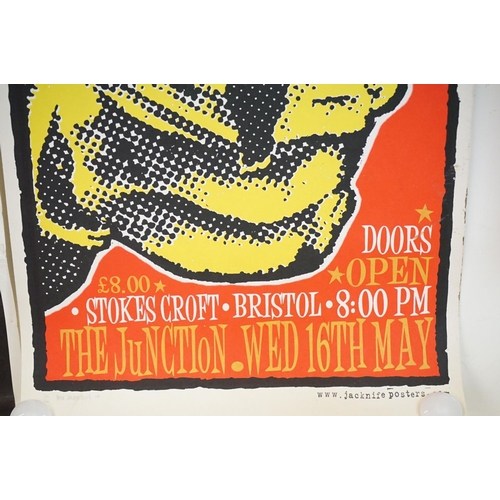 DOORS
★OPEN
£8.00
• STOKES CROFT • BRISTOL • 8:00 PM
THE JuNCTIoN . WED 16TH MAY
www.jacknifeposters.